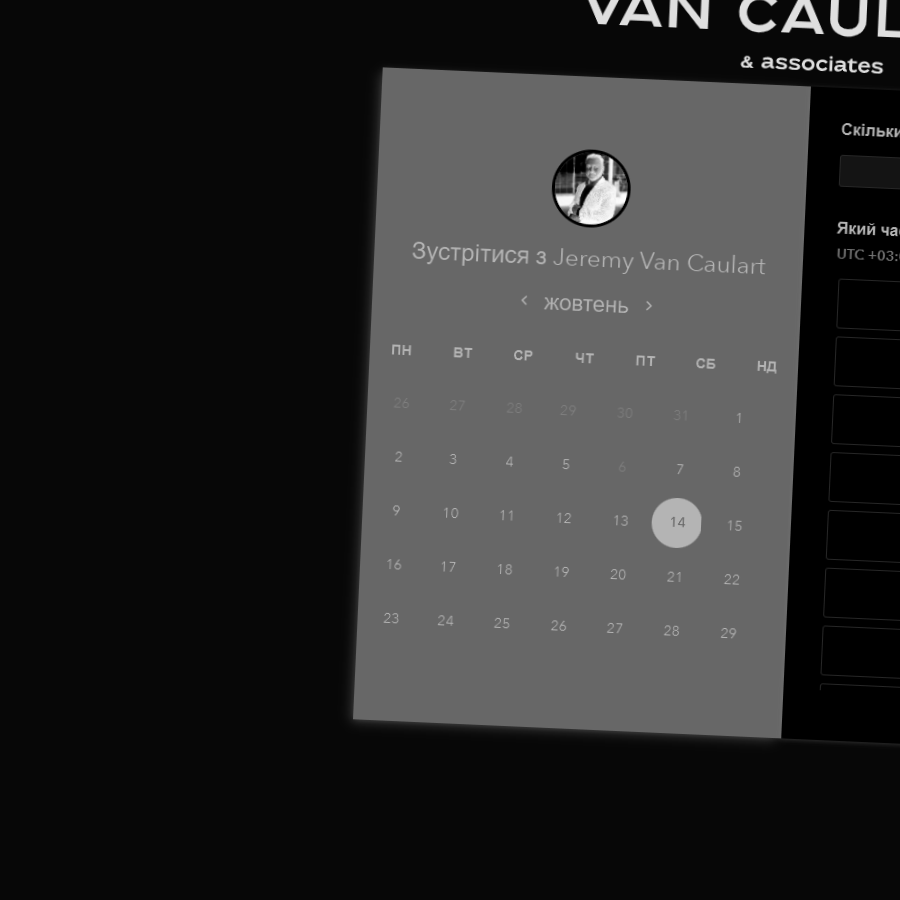 VAN CAUL
& associates
Зустрітися з Jeremy Van Caulart
жовтень
ПН ВТ СР ЧТ ПТ СБ НД
26 27 28 29 30 31 1
2 3 4 5 6 7 8
9 10 11 12 13 14 15
16 17 18 19 20 21 22
23 24 25 26 27 28 29
Скільки
Який ча
UTC +03: